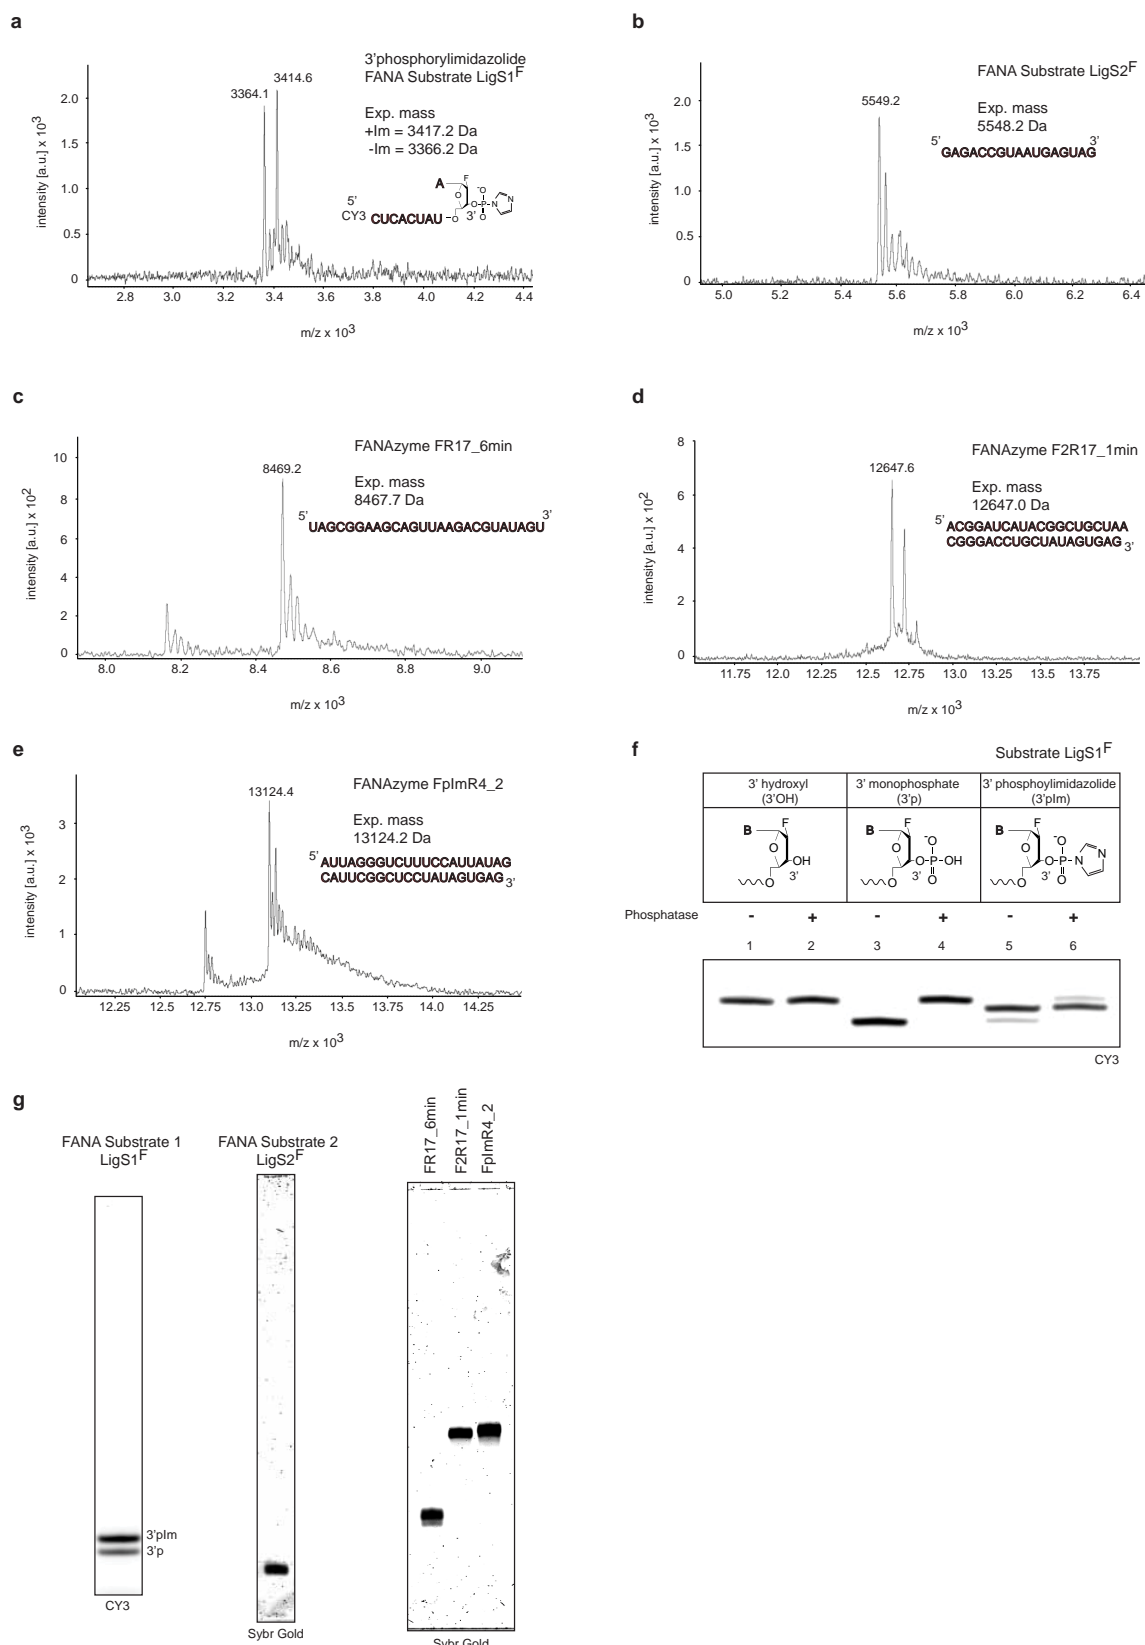 a
3'phosphorylimidazolide
FANA Substrate LigS1F
Exp. mass
+Im = 3417.2 Da
-Im = 3366.2 Da
3364.1
3414.6
5'
CY3 CUCACUAU
A
F
O
O
3'
O
P
-O
O
N
N
intensity [a.u.] x 103
2.0
1.5
1.0
0.5
0
2.8 3.0 3.2 3.6 3.8 4.0 4.2 4.4
m/z x 103
b
FANA Substrate LigS2F
Exp. mass
5548.2 Da
5' GAGACCGUAAUGAGUAG 3'
5549.2
intensity [a.u.] x 103
2.0
1.5
1.0
0.5
0
5.0 5.2 5.4 5.6 5.8 6.0 6.2 6.4
m/z x 103
c
FANAzyme FR17_6min
Exp. mass
8467.7 Da
5' UAGCGGAAGCAGUUAAGACGUAUAGU 3'
8469.2
intensity [a.u.] x 102
10
8
6
4
2
0
8.0 8.2 8.4 8.6 8.8 9.0
m/z x 103
d
FANAzyme F2R17_1min
Exp. mass
12647.0 Da
5' ACGGAUCAUACGGCUGCUAA
CGGGACCUGCUAUAGUGAG 3'
12647.6
intensity [a.u.] x 102
8
6
4
2
0
11.75 12.0 12.25 12.5 12.75 13.0 13.25 13.5 13.75
m/z x 103
e
FANAzyme FpImR4_2
Exp. mass
13124.2 Da
5' AUUAGGGUCUUUCCAUUAUAG
CAUUCGGCUCCUAUAGUGAG 3'
13124.4
intensity [a.u.] x 103
3
2
1
0
12.25 12.5 12.75 13.0 13.25 13.5 13.75 14.0 14.25
m/z x 103
f
Substrate LigS1F
3' hydroxyl
(3'OH)
3' monophosphate
(3'p)
3' phosphoylimidazolide
(3'pIm)
B
F
O
OH
3'
O
B
F
O
-O
O-P-OH
3'
O
O
B
F
O
-O
O-P-N
N
3'
O
O
Phosphatase - + - + - +
1 2 3 4 5 6
CY3
g
FANA Substrate 1
LigS1F
3'pIm
3'p
CY3
FANA Substrate 2
LigS2F
Sybr Gold
FR17_6min
F2R17_1min
FpImR4_2
Sybr Gold